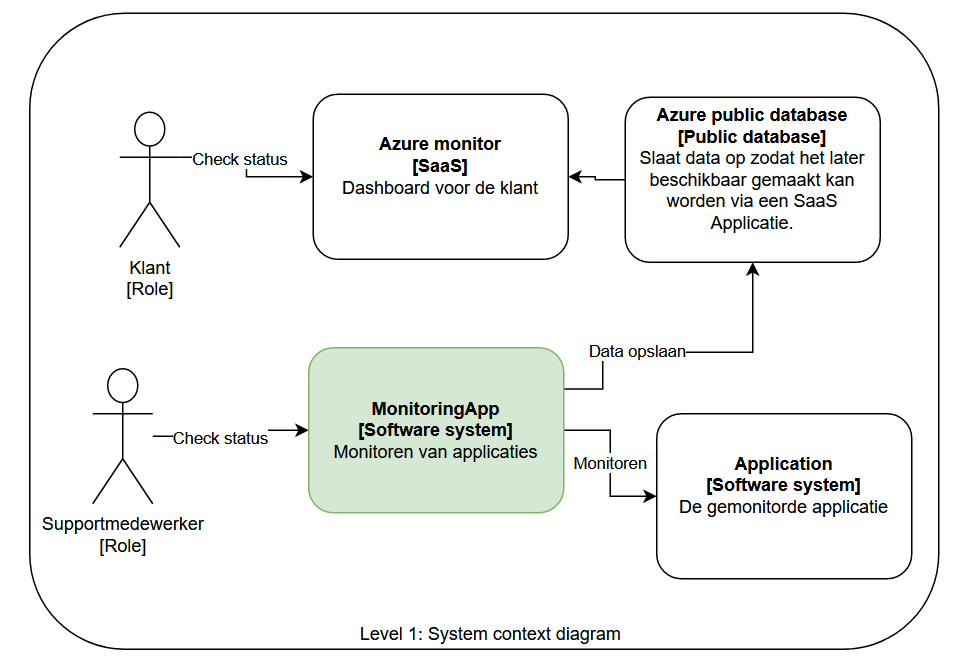 Check status
Klant
[Role]
Azure monitor
[SaaS]
Dashboard voor de klant
Azure public database
[Public database]
Slaat data op zodat het later
beschikbaar gemaakt kan
worden via een SaaS
Applicatie.
Data opslaan
Check status
Supportmedewerker
[Role]
MonitoringApp
[Software system]
Monitoren van applicaties
Monitoren
Application
[Software system]
De gemonitorde applicatie
Level 1: System context diagram